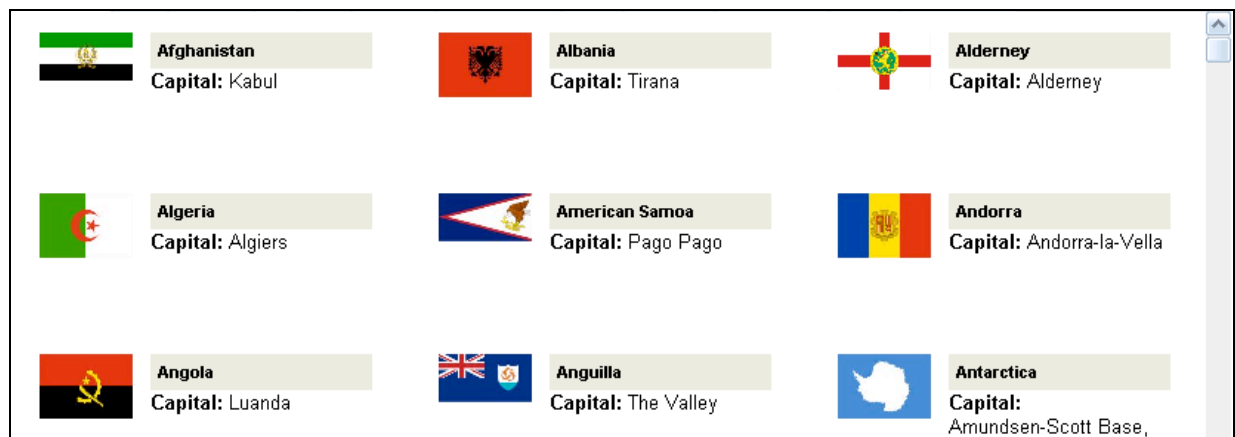 Afghanistan
Capital: Kabul
Albania
Capital: Tirana
Alderney
Capital: Alderney
Algeria
Capital: Algiers
American Samoa
Capital: Pago Pago
Andorra
Capital: Andorra-la-Vella
Angola
Capital: Luanda
Anguilla
Capital: The Valley
Antarctica
Capital:
Amundsen-Scott Base,